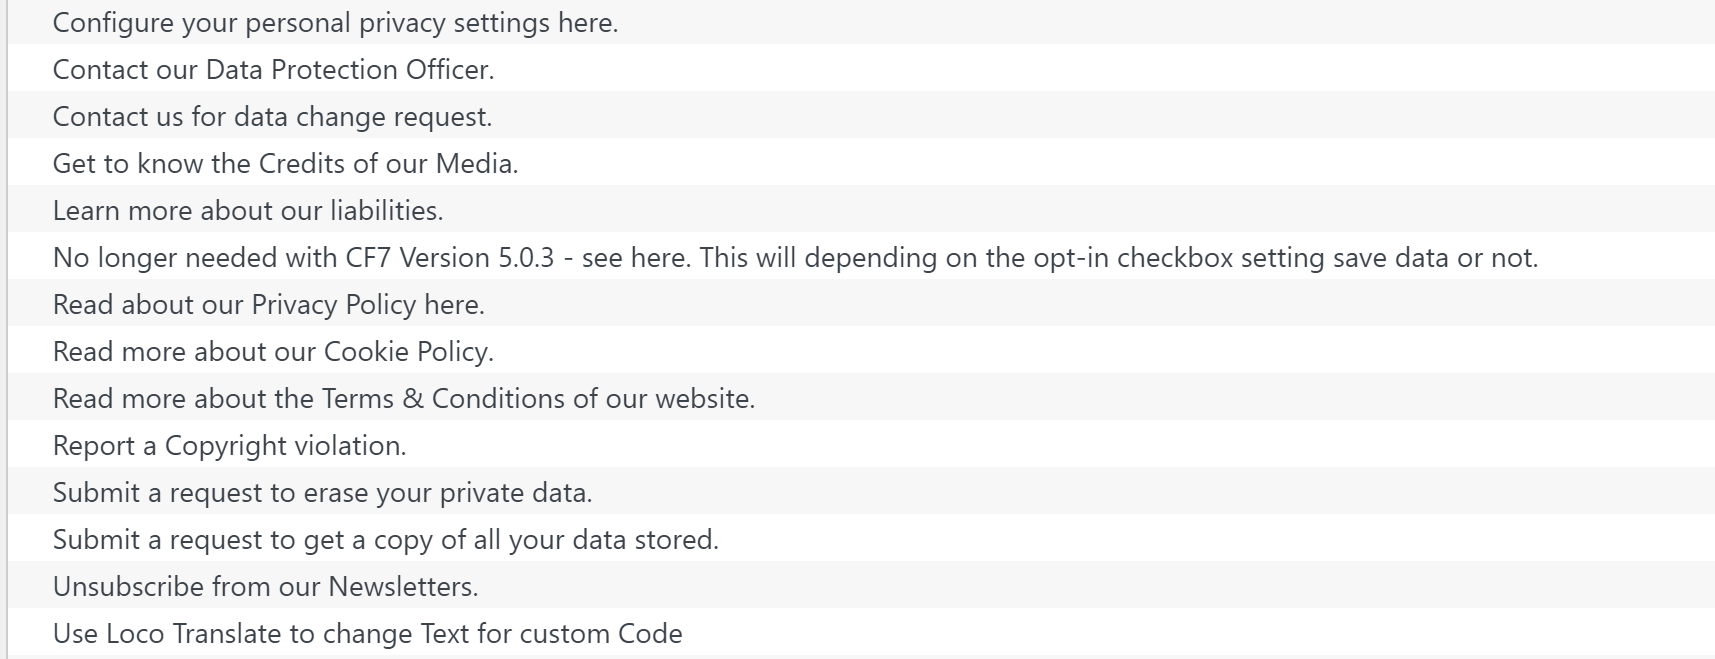 Configure your personal privacy settings here.
Contact our Data Protection Officer.
Contact us for data change request.
Get to know the Credits of our Media.
Learn more about our liabilities.
No longer needed with CF7 Version 5.0.3 - see here. This will depending on the opt-in checkbox setting save data or not.
Read about our Privacy Policy here.
Read more about our Cookie Policy.
Read more about the Terms & Conditions of our website.
Report a Copyright violation.
Submit a request to erase your private data.
Submit a request to get a copy of all your data stored.
Unsubscribe from our Newsletters.
Use Loco Translate to change Text for custom Code